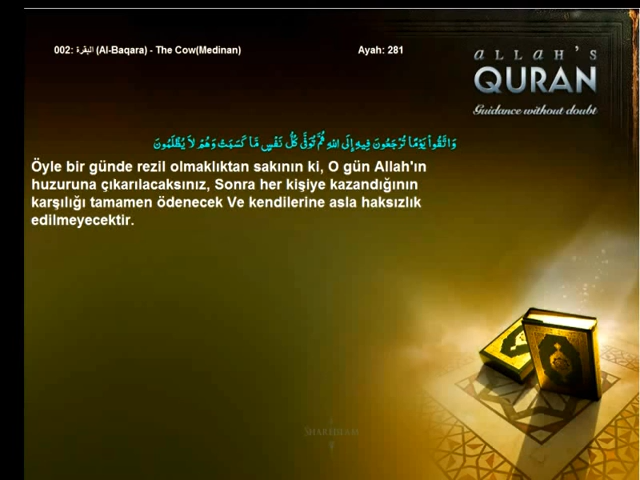 002: البقرة (Al-Baqara) - The Cow(Medinan) Ayah: 281
ALLAH'S
QURAN
Guidance without doubt
وَاتَّقُواْ يَوْمًا تُرْجَعُونَ فِيهِ إِلَى اللّهِ ثُمَّ تُوَفَّى كُلُّ نَفْسٍ مَّا كَسَبَتْ وَهُمْ لاَ يُظْلَمُونَ
Öyle bir günde rezil olmaklıktan sakının ki, O gün Allah'ın
huzuruna çıkarılacaksınız, Sonra her kişiye kazandığının
karşılığı tamamen ödenecek Ve kendilerine asla haksızlık
edilmeyecektir.